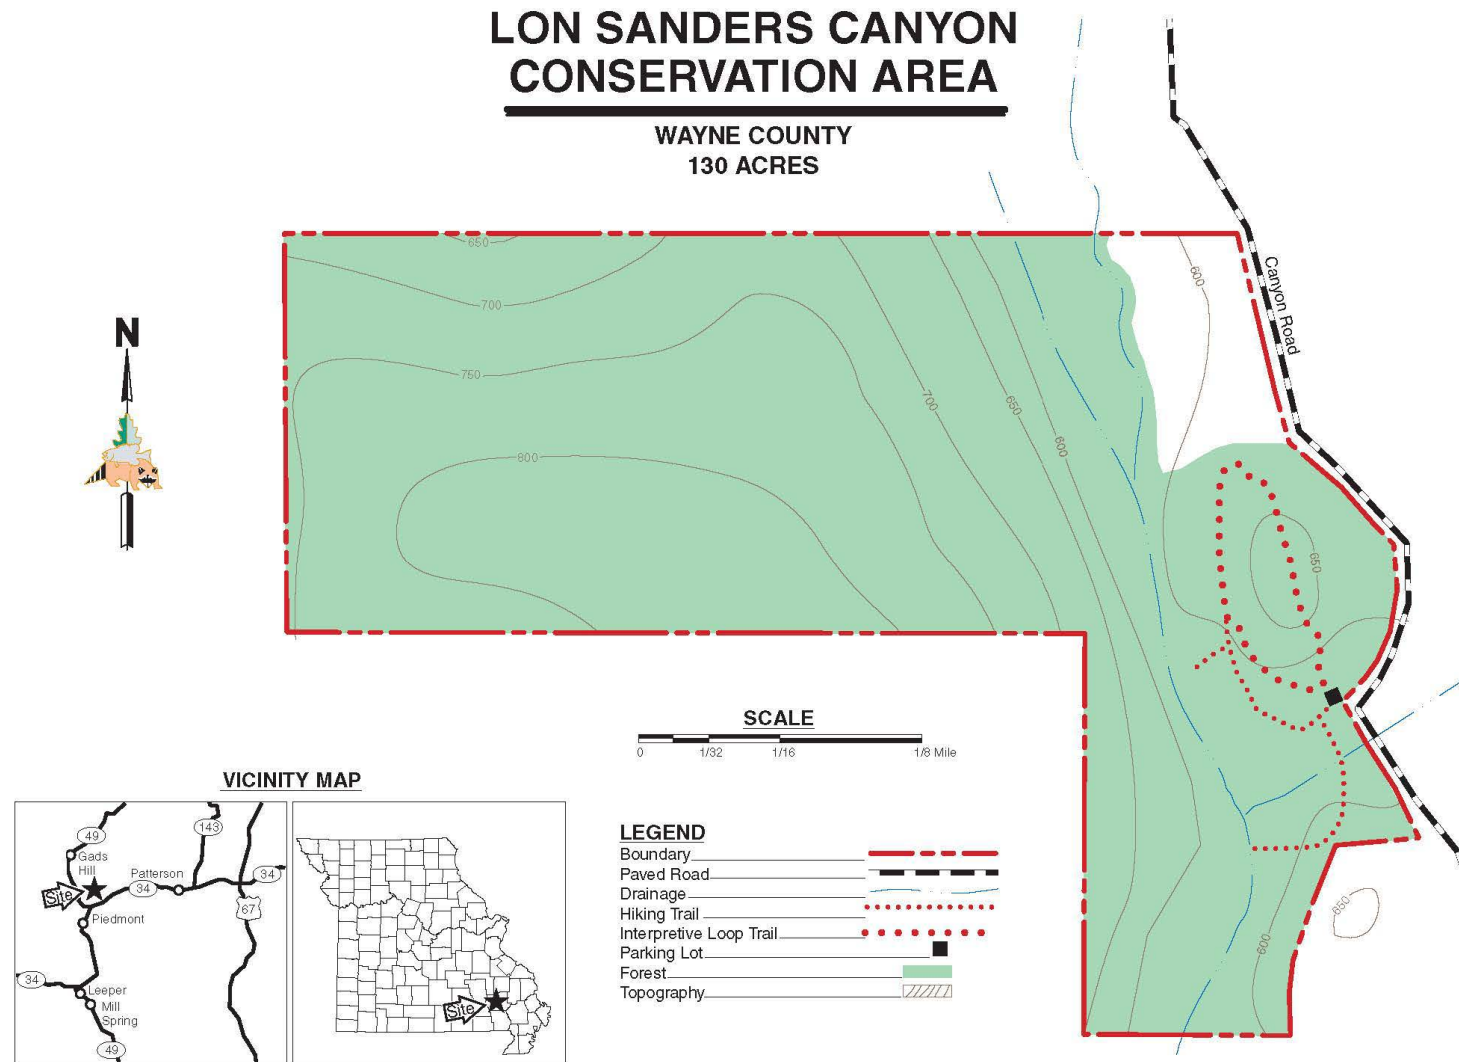 LON SANDERS CANYON
CONSERVATION AREA
WAYNE COUNTY
130 ACRES
N
650
700
750
800
700
650
600
600
Canyon Road
650
600
650
SCALE
0 1/32 1/16 1/8 Mile
VICINITY MAP
49
Gads
Hill
143
Patterson
34
34
Site
67
Piedmont
34
Leeper
Mill
Spring
49
Site
LEGEND
Boundary
Paved Road
Drainage
Hiking Trail
Interpretive Loop Trail
Parking Lot
Forest
Topography